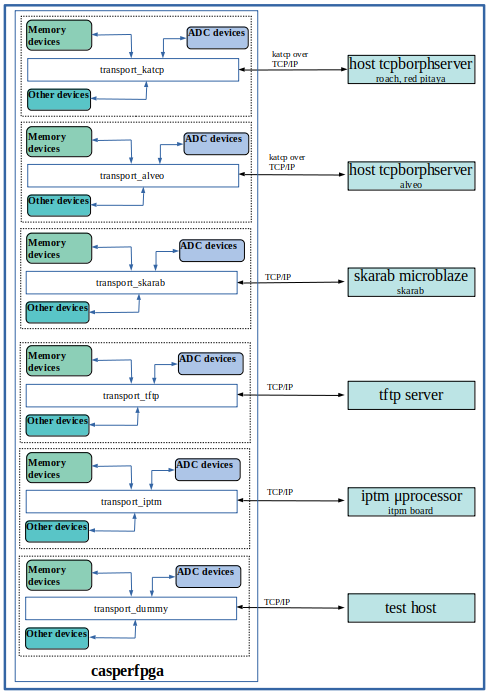 Memory
devices
ADC devices
transport_katcp
Other devices
katcp over
TCP/IP
host tcpborphserver
roach, red pitaya
Memory
devices
ADC devices
transport_alveo
Other devices
katcp over
TCP/IP
host tcpborphserver
alveo
Memory
devices
ADC devices
transport_skarab
Other devices
TCP/IP
skarab microblaze
skarab
Memory
devices
ADC devices
transport_tftp
Other devices
TCP/IP
tftp server
Memory
devices
ADC devices
transport_iptm
Other devices
TCP/IP
iptm μprocessor
itpm board
Memory
devices
ADC devices
transport_dummy
Other devices
TCP/IP
test host
casperfpga